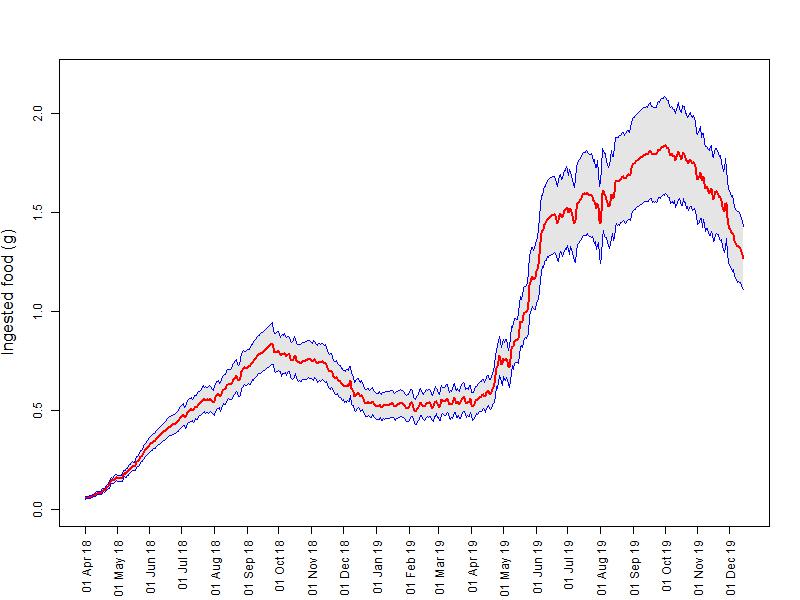 Ingested food (g)
2.0
1.5
1.0
0.5
0.0
01 Apr 18
01 May 18
01 Jun 18
01 Jul 18
01 Aug 18
01 Sep 18
01 Oct 18
01 Nov 18
01 Dec 18
01 Jan 19
01 Feb 19
01 Mar 19
01 Apr 19
01 May 19
01 Jun 19
01 Jul 19
01 Aug 19
01 Sep 19
01 Oct 19
01 Nov 19
01 Dec 19